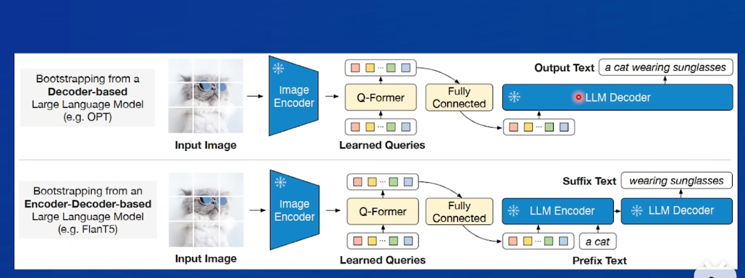 Bootstrapping from a
Decoder-based
Large Language Model
(e.g. OPT)
Input Image
Image
Encoder
Q-Former
Learned Queries
Fully
Connected
Output Text
a cat wearing sunglasses
LLM Decoder
Bootstrapping from an
Encoder-Decoder-based
Large Language Model
(e.g. FlanT5)
Input Image
Image
Encoder
Q-Former
Learned Queries
Fully
Connected
Suffix Text
wearing sunglasses
LLM Encoder
LLM Decoder
a cat
Prefix Text